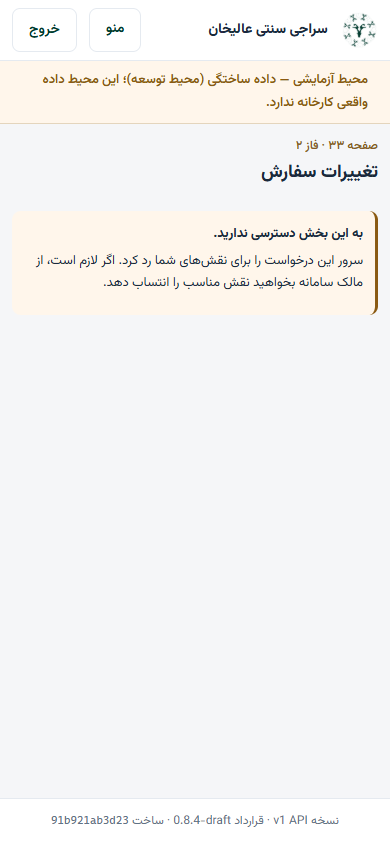 سراجی سنتی عالیخان
منو
خروج
محیط آزمایشی — داده ساختگی (محیط توسعه)؛ این محیط داده
واقعی کارخانه ندارد.
صفحه ۳۳ · فاز ۲
تغییرات سفارش
به این بخش دسترسی ندارید.
سرور این درخواست را برای نقش‌های شما رد کرد. اگر لازم است، از
مالک سامانه بخواهید نقش مناسب را انتساب دهد.
نسخه API v1 · قرارداد 0.8.4-draft · ساخت 91b921ab3d23